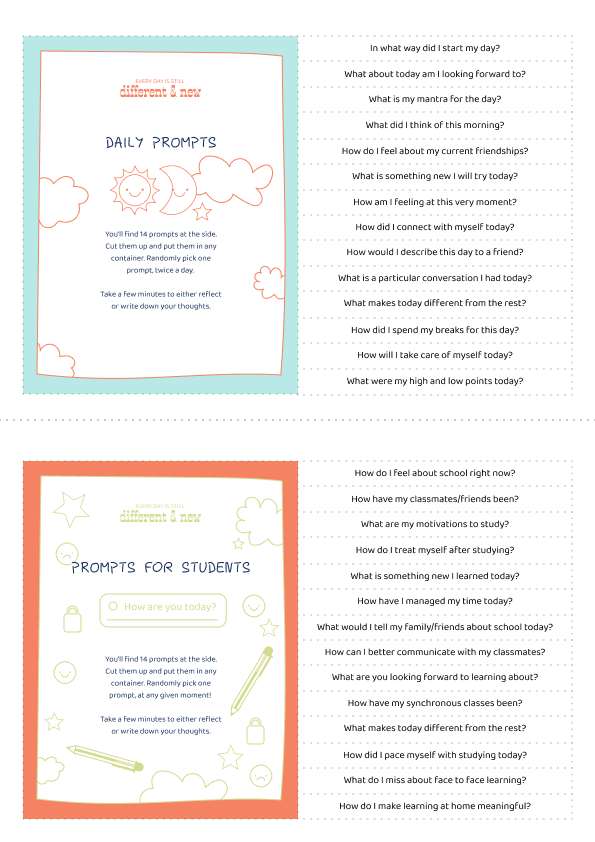 EVERY DAY IS STILL
different & new
DAILY PROMPTS
You'll find 14 prompts at the side.
Cut them up and put them in any
container. Randomly pick one
prompt, twice a day.
Take a few minutes to either reflect
or write down your thoughts.
In what way did I start my day?
What about today am I looking forward to?
What is my mantra for the day?
What did I think of this morning?
How do I feel about my current friendships?
What is something new I will try today?
How am I feeling at this very moment?
How did I connect with myself today?
How would I describe this day to a friend?
What is a particular conversation I had today?
What makes today different from the rest?
How did I spend my breaks for this day?
How will I take care of myself today?
What were my high and low points today?
EVERY DAY IS STILL
different & new
PROMPTS FOR STUDENTS
How are you today?
You'll find 14 prompts at the side.
Cut them up and put them in any
container. Randomly pick one
prompt, at any given moment!
Take a few minutes to either reflect
or write down your thoughts.
How do I feel about school right now?
How have my classmates/friends been?
What are my motivations to study?
How do I treat myself after studying?
What is something new I learned today?
How have I managed my time today?
What would I tell my family/friends about school today?
How can I better communicate with my classmates?
What are you looking forward to learning about?
How have my synchronous classes been?
What makes today different from the rest?
How did I pace myself with studying today?
What do I miss about face to face learning?
How do I make learning at home meaningful?